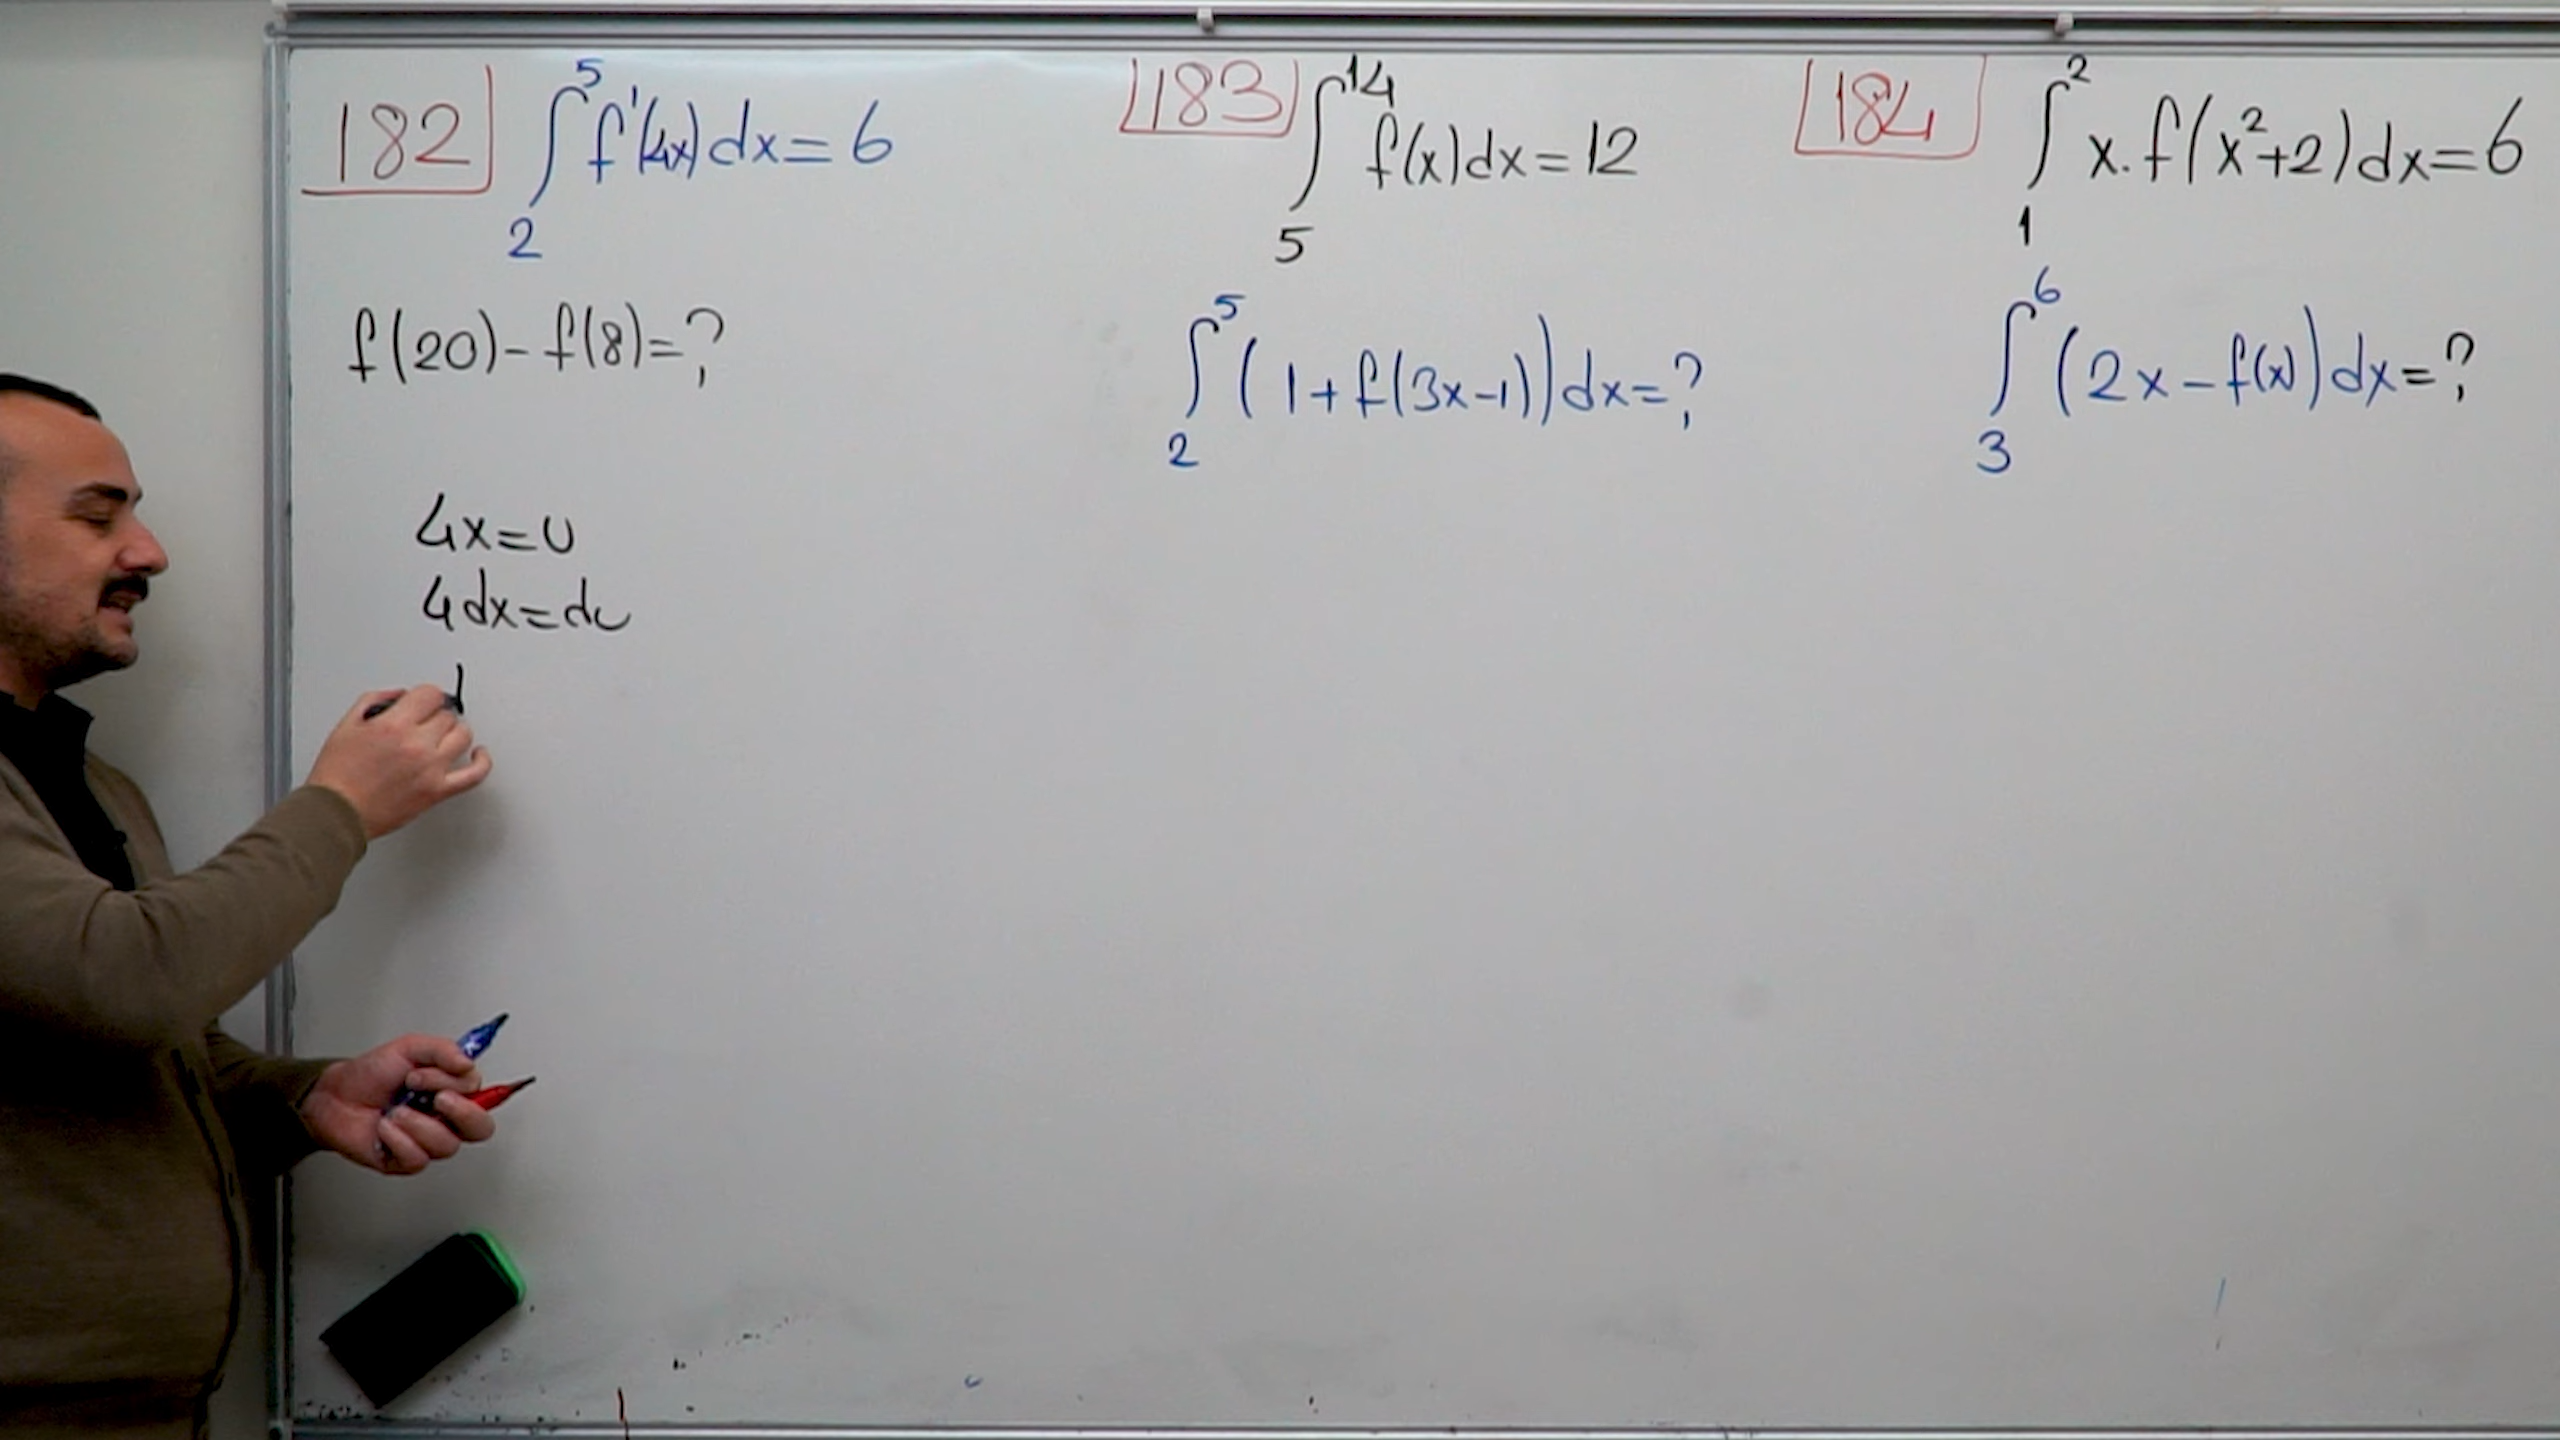 182 ∫₂⁵ f'(4x)dx=6
f(20)-f(8)=?
4x=u
4dx=du
183 ∫₅¹⁴ f(x)dx=12
∫₂⁵ (1+f(3x-1))dx=?
184 ∫₁² x.f(x²+2)dx=6
∫₃⁶ (2x-f(x))dx=?